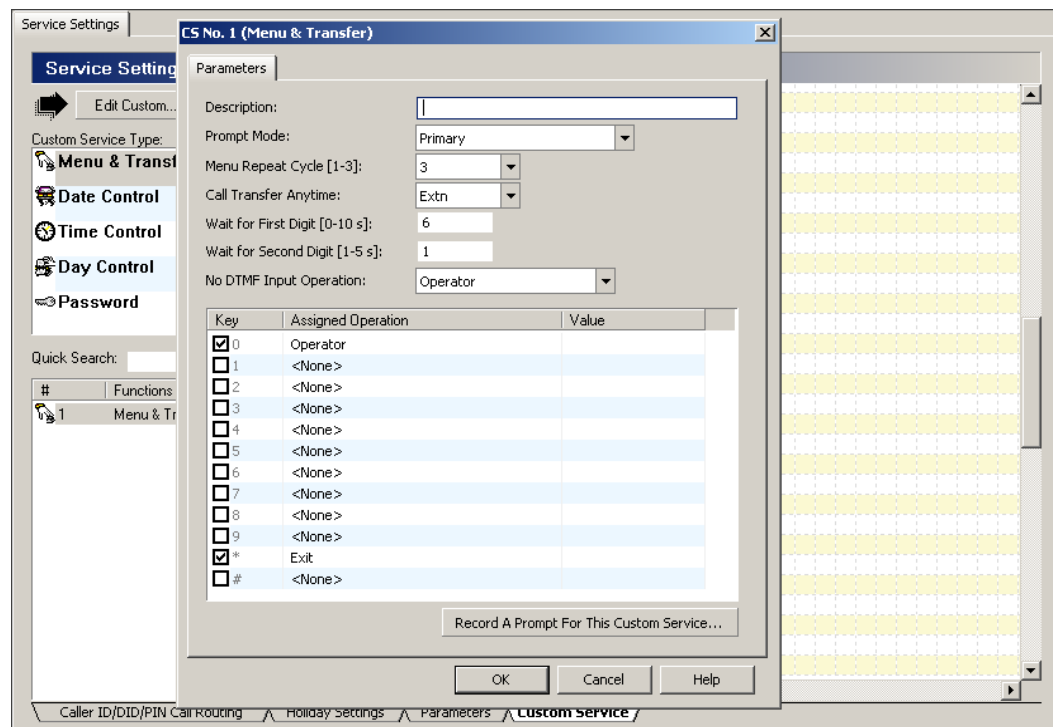 Service Settings
CS No. 1 (Menu & Transfer)
Service Setting
Parameters
Edit Custom...
Custom Service Type:
Menu & Transf
Date Control
Time Control
Day Control
Password
Quick Search:
# Functions
1 Menu & Tr
Description:
Prompt Mode: Primary
Menu Repeat Cycle [1-3]: 3
Call Transfer Anytime: Extn
Wait for First Digit [0-10 s]: 6
Wait for Second Digit [1-5 s]: 1
No DTMF Input Operation: Operator
Key Assigned Operation Value
0 Operator
1 <None>
2 <None>
3 <None>
4 <None>
5 <None>
6 <None>
7 <None>
8 <None>
9 <None>
* Exit
# <None>
Record A Prompt For This Custom Service...
OK Cancel Help
Caller ID/DID/PIN Call Routing Holiday Settings Parameters Custom Service